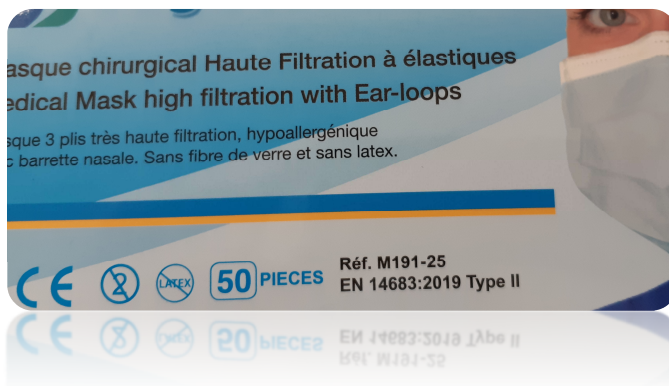 asque chirurgical Haute Filtration à élastiques
edical Mask high filtration with Ear-loops
sque 3 plis très haute filtration, hypoallergénique
c barrette nasale. Sans fibre de verre et sans latex.
CE 2 LATEX 50 PIECES
Réf. M191-25
EN 14683:2019 Type II